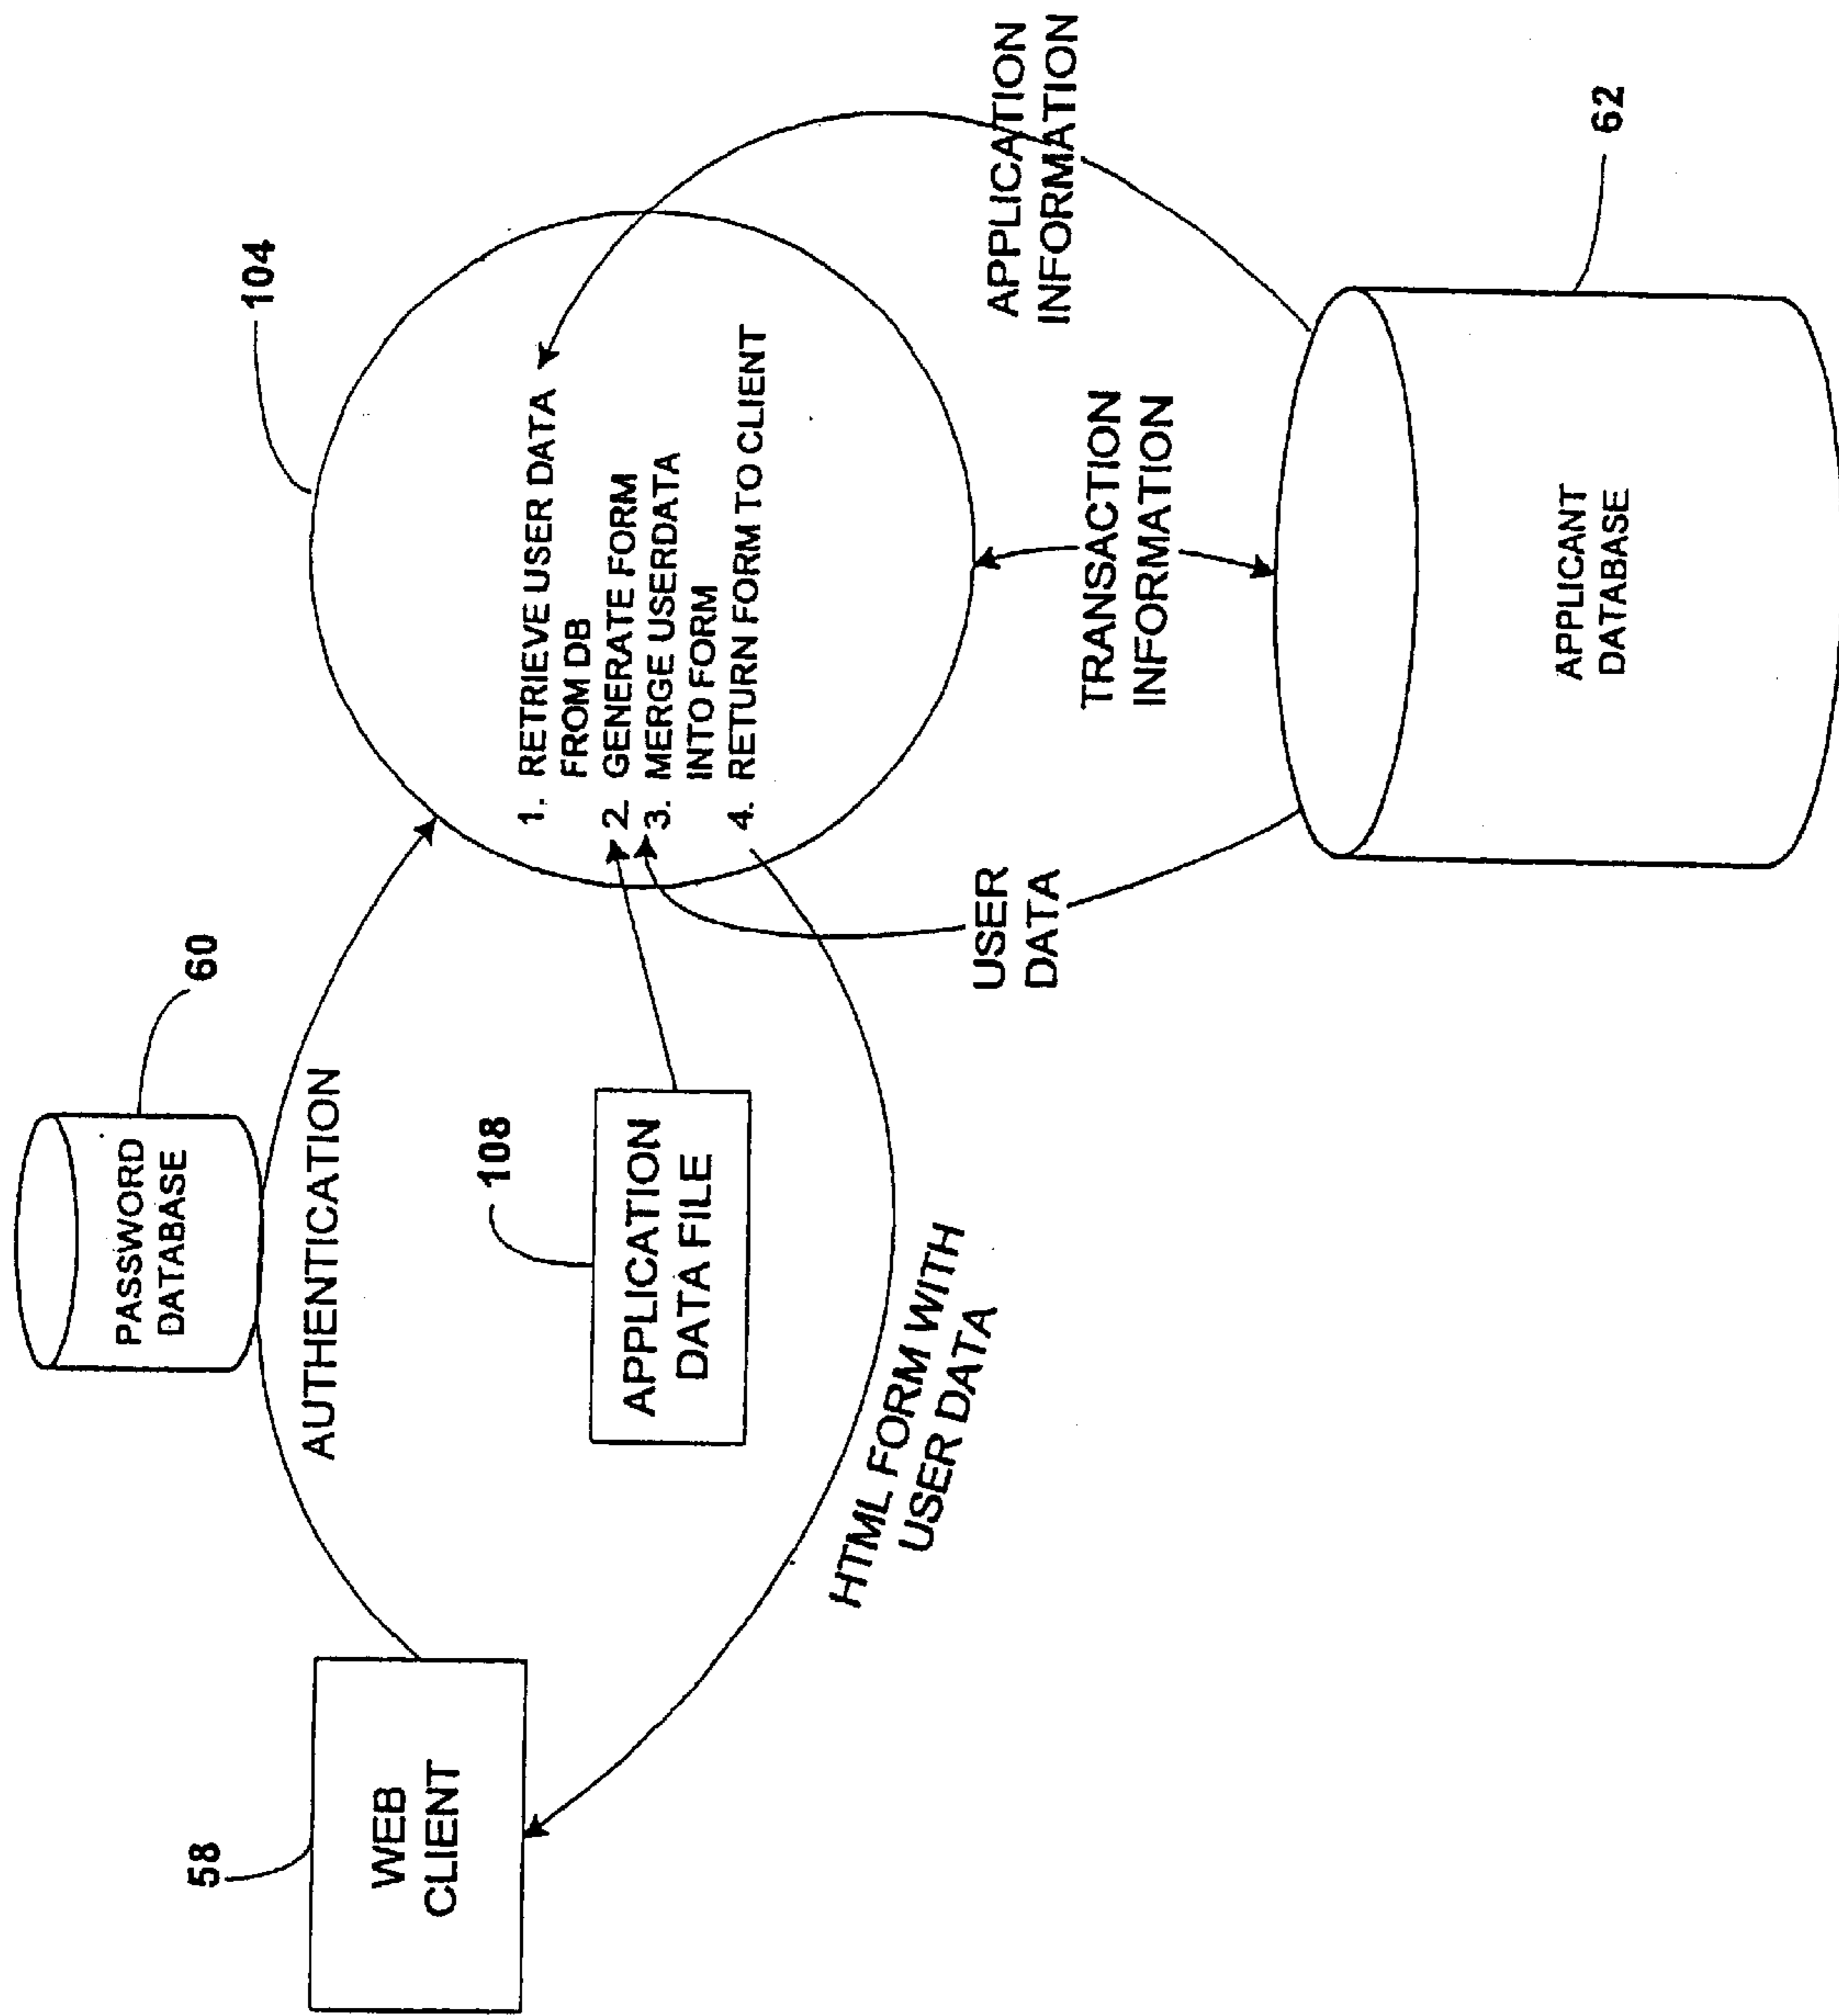 60
PASSWORD
DATABASE
104
58
AUTHENTICATION
WEB
CLIENT
108
APPLICATION
DATA FILE
1. RETRIEVE USER DATA
FROM DB
2. GENERATE FORM
3. MERGE USERDATA
INTO FORM
4. RETURN FORM TO CLIENT
HTML FORM WITH
USER DATA
USER
DATA
TRANSACTION
INFORMATION
APPLICATION
INFORMATION
APPLICANT
DATABASE
62